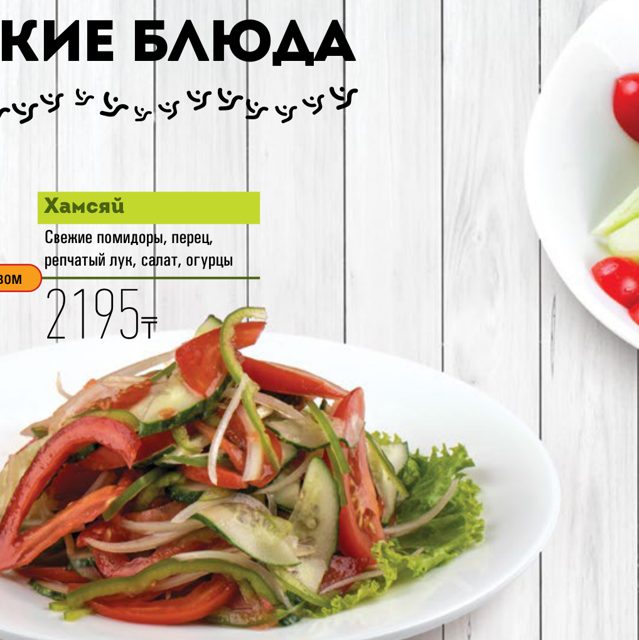 КИЕ БЛЮДА
Хамсяй
Свежие помидоры, перец,
репчатый лук, салат, огурцы
вом
2195₸